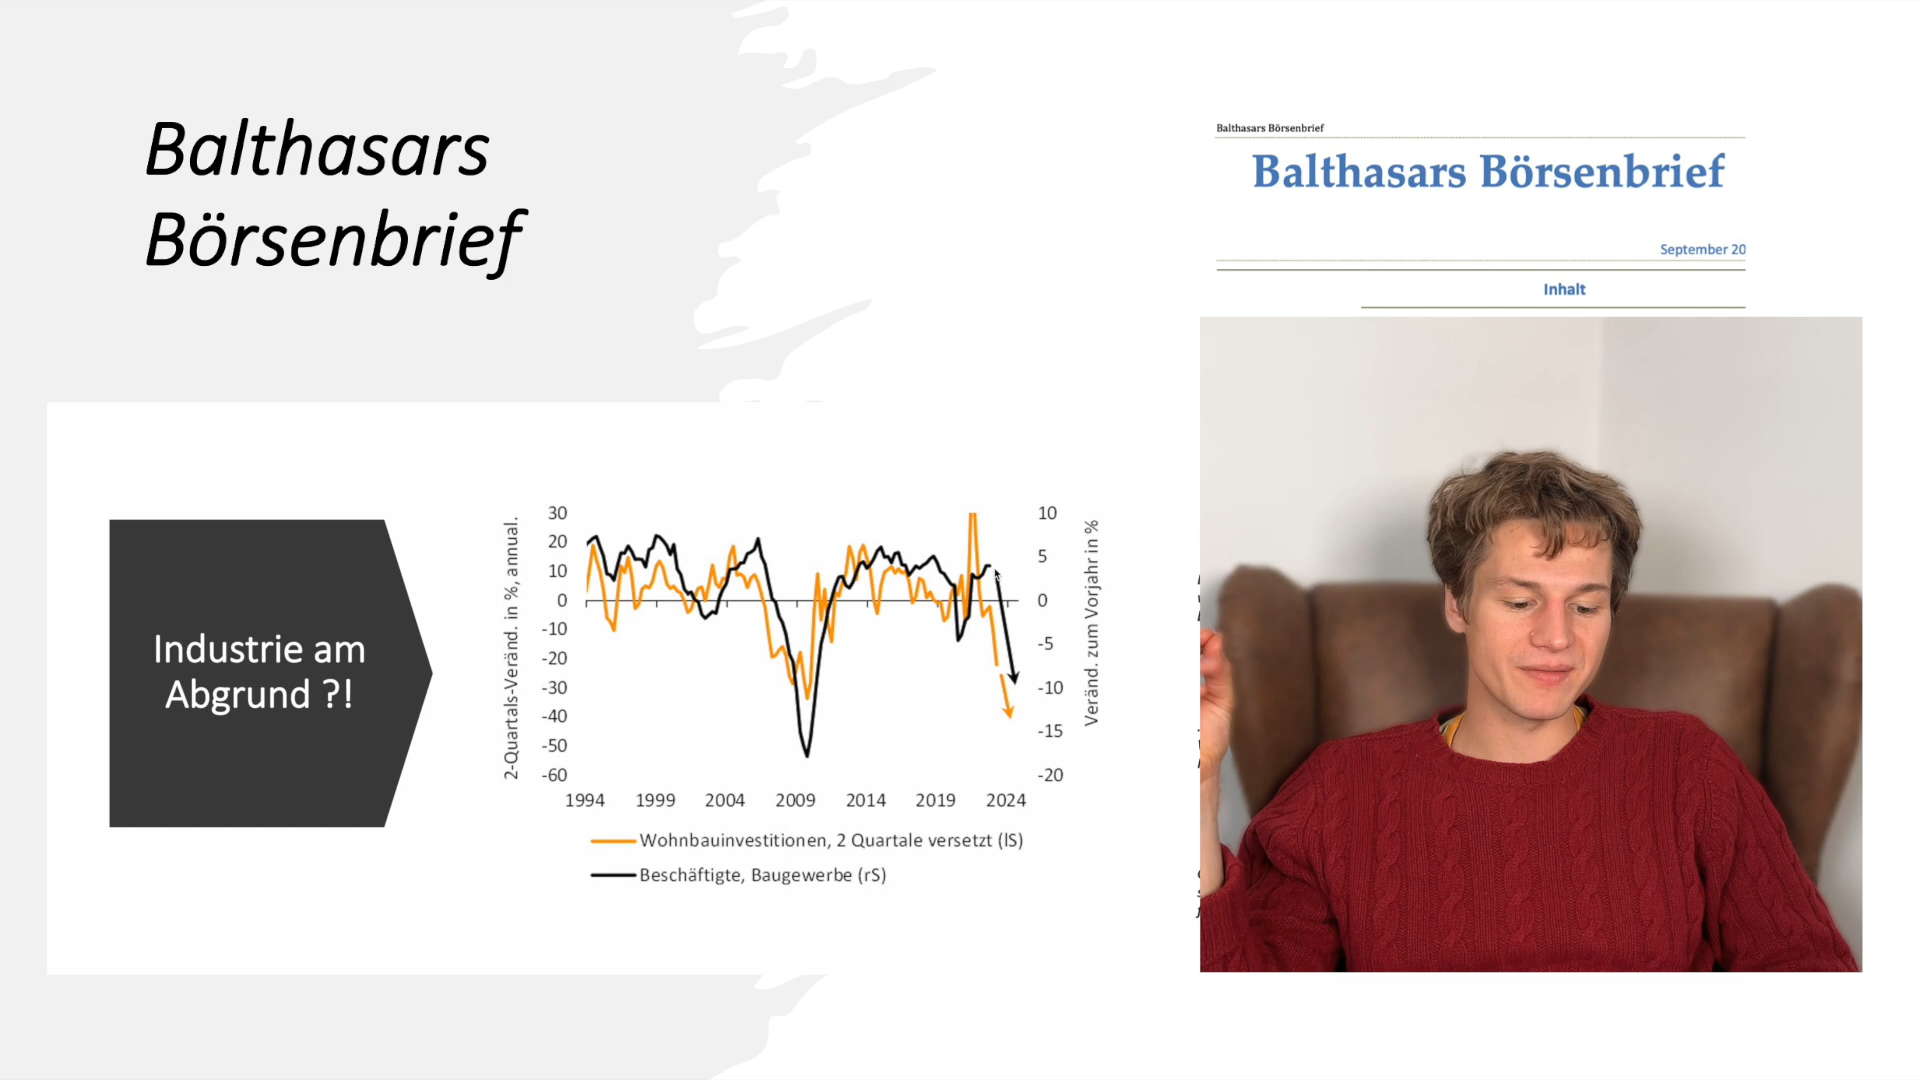 Balthasars
Börsenbrief
Balthasars Börsenbrief
Balthasars Börsenbrief
September 20
Inhalt
Industrie am
Abgrund ?!
2-Quartals-Veränd. in %, annual.
30
20
10
0
-10
-20
-30
-40
-50
-60
10
5
0
-5
-10
-15
-20
Veränd. zum Vorjahr in %
1994 1999 2004 2009 2014 2019 2024
Wohnbauinvestitionen, 2 Quartale versetzt (lS)
Beschäftigte, Baugewerbe (rS)